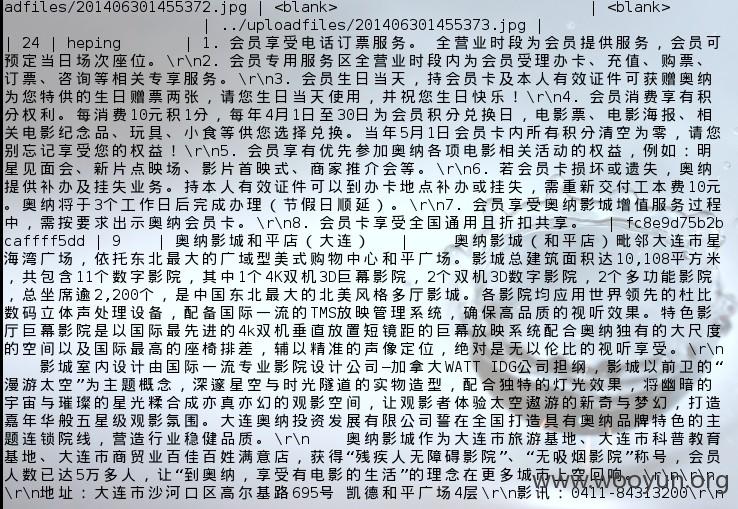 adfiles/201406301455372.jpg | <blank> | <blank>
| ../uploadfiles/201406301455373.jpg |
| 24 | heping | 1. 会员享受电话订票服务。 全营业时段为会员提供服务，会员可
预定当日场次座位。\r\n2. 会员专用服务区全营业时段内为会员受理办卡、充值、购票、
订票、咨询等相关专享服务。\r\n3. 会员生日当天，持会员卡及本人有效证件可获赠奥纳
为您特供的生日赠票两张，请您生日当天使用，并祝您生日快乐！\r\n4. 会员消费享有积
分权利。每消费10元积1分，每年4月1日至30日为会员积分兑换日，电影票、电影海报、相
关电影纪念品、玩具、小食等供您选择兑换。当年5月1日会员卡内所有积分清空为零，请您
别忘记享受您的权益！\r\n5. 会员享有优先参加奥纳各项电影相关活动的权益，例如：明
星见面会、新片点映场、影片首映式、商家推介会等。\r\n6. 若会员卡损坏或遗失，奥纳
提供补办及挂失业务。持本人有效证件可以到办卡地点补办或挂失，需重新交付工本费10元
。奥纳将于3个工作日后完成办理（节假日顺延）。\r\n7. 会员享受奥纳影城增值服务过程
中，需按要求出示奥纳会员卡。\r\n8. 会员卡享受全国通用且折扣共享。 | fc8e9d75b2b
caffff5dd | 9 | 奥纳影城和平店（大连） | 奥纳影城（和平店）毗邻大连市星
海湾广场，依托东北最大的广域型美式购物中心和平广场。影城总建筑面积达10,108平方米
，共包含11个数字影院，其中1个4K双机3D巨幕影院，2个双机3D数字影院，2个多功能影院
，总坐席逾2,200个，是中国东北最大的北美风格多厅影城。各影院均应用世界领先的杜比
数码立体声处理设备，配备国际一流的TMS放映管理系统，确保高品质的视听效果。特色影
厅巨幕影院是以国际最先进的4k双机垂直放置短镜距的巨幕放映系统配合奥纳独有的大尺度
的空间以及国际最高的座椅排差，辅以精准的声像定位，绝对是无以伦比的视听享受。\r\n
影城室内设计由国际一流专业影院设计公司—加拿大WATT IDG公司担纲，影城以前卫的“
漫游太空”为主题概念，深邃星空与时光隧道的实物造型，配合独特的灯光效果，将幽暗的
宇宙与璀璨的星光糅合成亦真亦幻的观影空间，让观影者体验太空遨游的新奇与梦幻，打造
嘉年华般五星级观影氛围。大连奥纳投资发展有限公司誓在全国打造具有奥纳品牌特色的主
题连锁院线，营造行业稳健品质。\r\n 奥纳影城作为大连市旅游基地、大连市科普教育
基地、大连市商贸业百佳百姓满意店，获得“残疾人无障碍影院”、“无吸烟影院”称号，会员
人数已达5万多人，让“到奥纳，享受有电影的生活”的理念在更多城市上空回响。\r\n
\r\n地址：大连市沙河口区高尔基路695号 凯德和平广场4层\r\n影讯：0411-84313200\r\n
www.wooyun.org